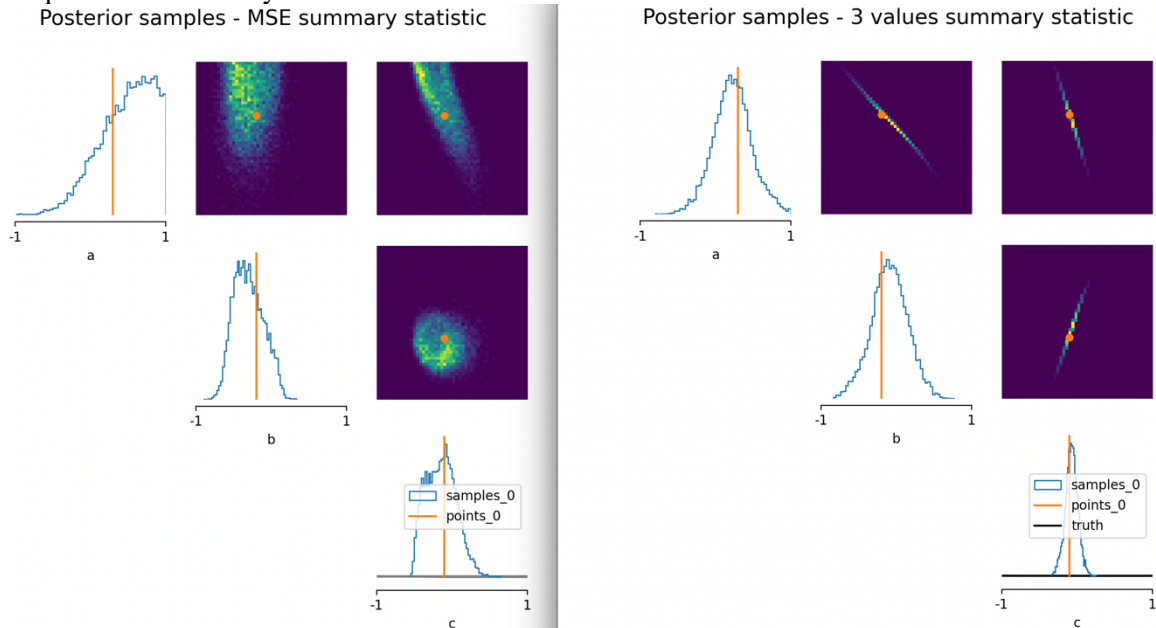 Posterior samples - MSE summary statistic
-1 1
a
-1 1
b
samples_0
points_0
-1 1
c
Posterior samples - 3 values summary statistic
-1 1
a
-1 1
b
samples_0
points_0
truth
-1 1
c